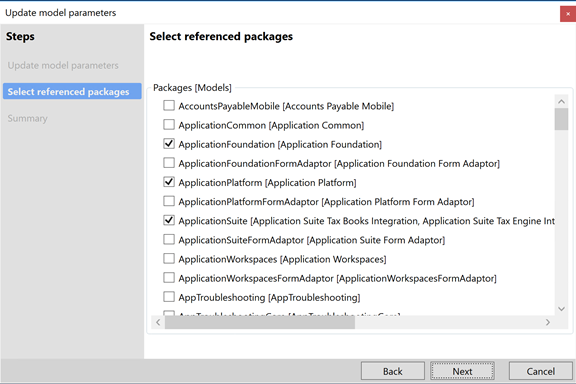 Update model parameters
Steps
Update model parameters
Select referenced packages
Summary
Select referenced packages
Packages [Models]
AccountsPayableMobile [Accounts Payable Mobile]
ApplicationCommon [Application Common]
ApplicationFoundation [Application Foundation]
ApplicationFoundationFormAdaptor [Application Foundation Form Adaptor]
ApplicationPlatform [Application Platform]
ApplicationPlatformFormAdaptor [Application Platform Form Adaptor]
ApplicationSuite [Application Suite Tax Books Integration, Application Suite Tax Engine Int
ApplicationSuiteFormAdaptor [Application Suite Form Adaptor]
ApplicationWorkspaces [Application Workspaces]
ApplicationWorkspacesFormAdaptor [ApplicationWorkspacesFormAdaptor]
AppTroubleshooting [AppTroubleshooting]
Back
Next
Cancel